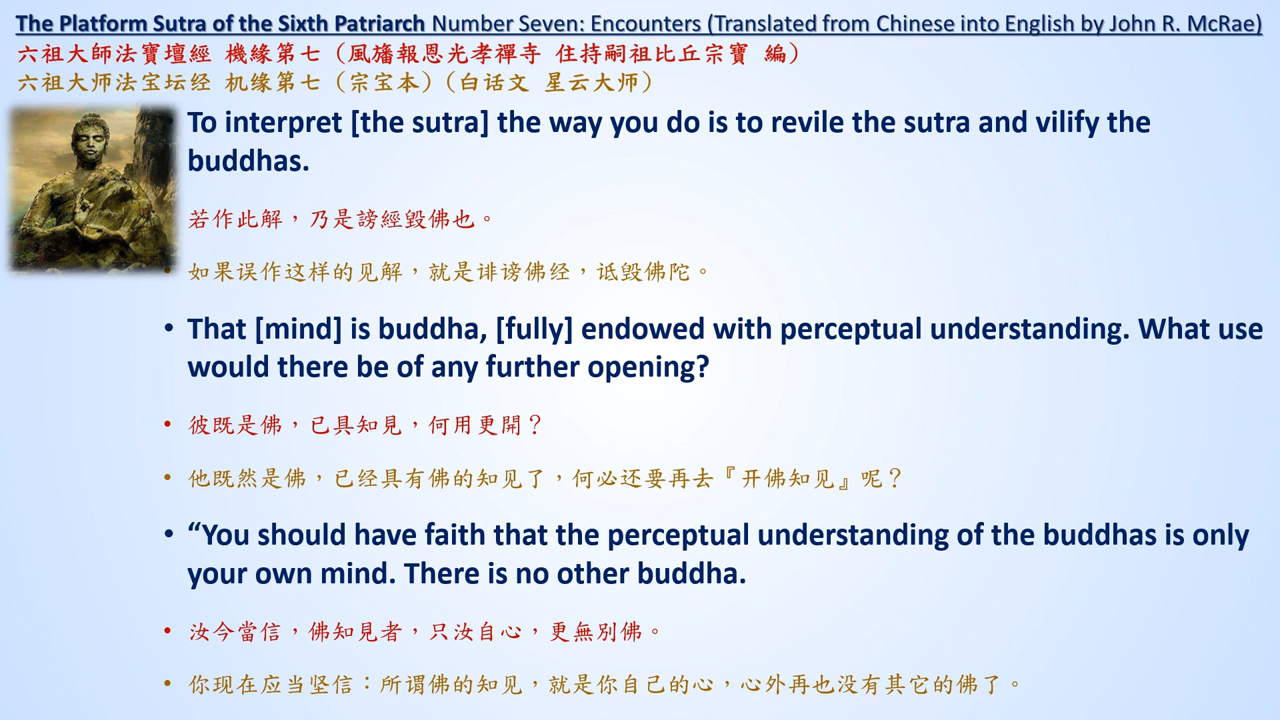 The Platform Sutra of the Sixth Patriarch Number Seven: Encounters (Translated from Chinese into English by John R. McRae)
六祖大師法寶壇經 機緣第七（風旛報恩光孝禪寺 住持嗣祖比丘宗寶 編）
六祖大师法宝坛经 机缘第七（宗宝本）（白话文 星云大师）
To interpret [the sutra] the way you do is to revile the sutra and vilify the
buddhas.
若作此解，乃是謗經毀佛也。
• 如果误作这样的见解，就是诽谤佛经，诋毁佛陀。
• That [mind] is buddha, [fully] endowed with perceptual understanding. What use
would there be of any further opening?
• 彼既是佛，已具知見，何用更開？
• 他既然是佛，已经具有佛的知见了，何必还要再去『开佛知见』呢？
• “You should have faith that the perceptual understanding of the buddhas is only
your own mind. There is no other buddha.
• 汝今當信，佛知見者，只汝自心，更無別佛。
• 你现在应当坚信：所谓佛的知见，就是你自己的心，心外再也没有其它的佛了。